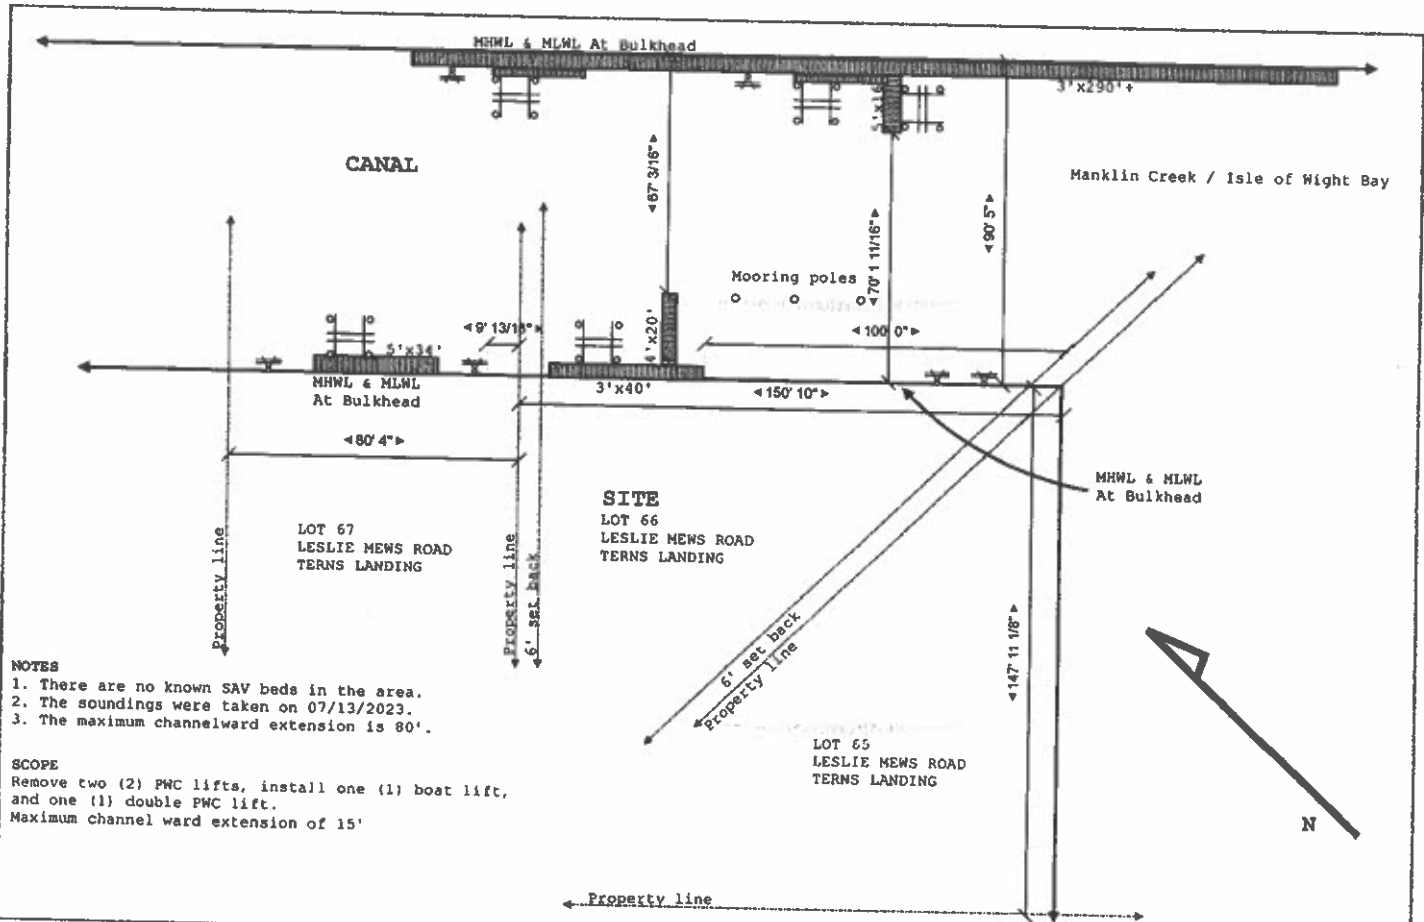 MHWL & MLWL At Bulkhead
3'x290'+
5'x16'
CANAL
Manklin Creek / Isle of Wight Bay
◄67' 3/16"►
◄70' 1 11/16"►
◄90' 5"►
Mooring poles
◄9' 13/16"
◄100' 0"►
5'x34'
4'x20'
MHWL & MLWL
At Bulkhead
3'x40'
◄150' 10"►
◄80' 4"►
MHWL & MLWL
At Bulkhead
SITE
LOT 66
LESLIE MEWS ROAD
TERNS LANDING
LOT 67
LESLIE MEWS ROAD
TERNS LANDING
Property line
Property line
6' set back
6' set back
Property line
◄147' 11 1/8"►
NOTES
1. There are no known SAV beds in the area.
2. The soundings were taken on 07/13/2023.
3. The maximum channelward extension is 80'.
SCOPE
Remove two (2) PWC lifts, install one (1) boat lift,
and one (1) double PWC lift.
Maximum channel ward extension of 15'
LOT 65
LESLIE MEWS ROAD
TERNS LANDING
N
Property line